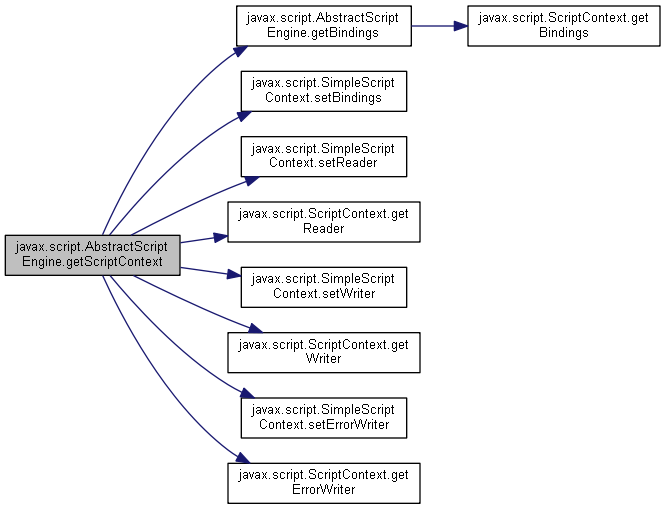 javax.script.AbstractScript
Engine.getBindings
javax.script.ScriptContext.get
Bindings
javax.script.SimpleScript
Context.setBindings
javax.script.SimpleScript
Context.setReader
javax.script.ScriptContext.get
Reader
javax.script.AbstractScript
Engine.getScriptContext
javax.script.SimpleScript
Context.setWriter
javax.script.ScriptContext.get
Writer
javax.script.SimpleScript
Context.setErrorWriter
javax.script.ScriptContext.get
ErrorWriter